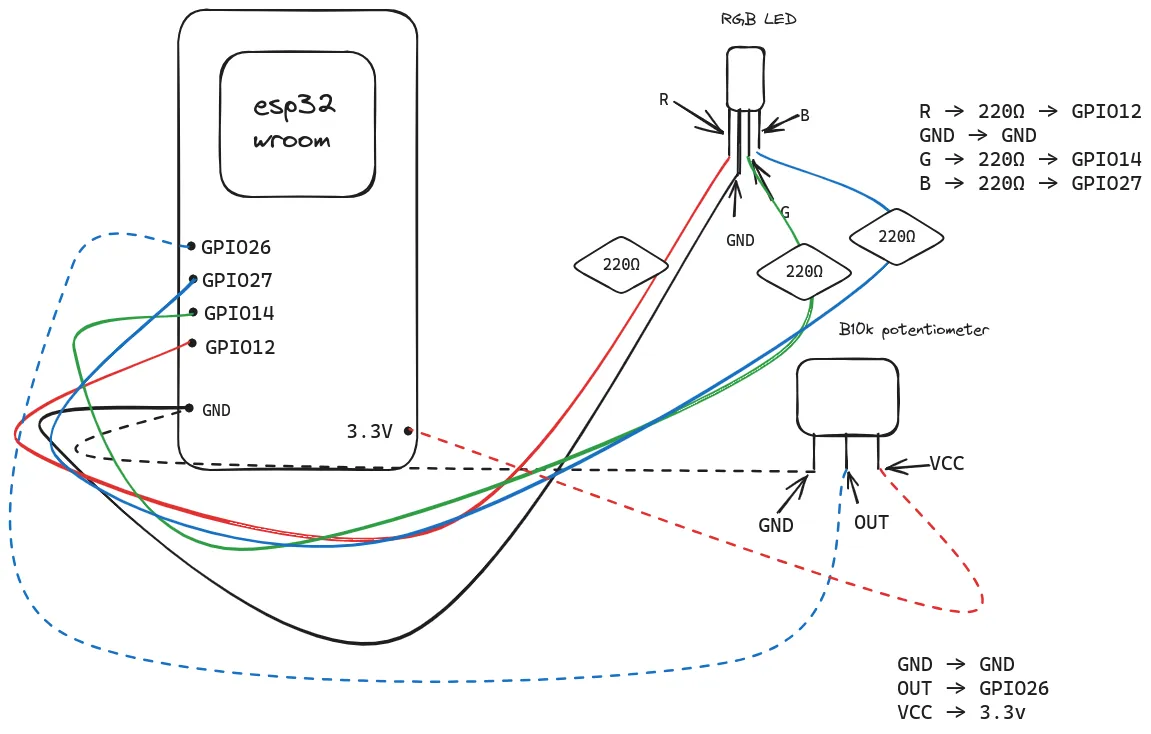 RGB LED
esp32
wroom
R
B
R → 220Ω → GPIO12
GND → GND
G → 220Ω → GPIO14
B → 220Ω → GPIO27
G
GND
220Ω
220Ω
220Ω
GPIO26
GPIO27
GPIO14
GPIO12
GND
3.3V
B10k potentiometer
VCC
GND
OUT
GND → GND
OUT → GPIO26
VCC → 3.3v